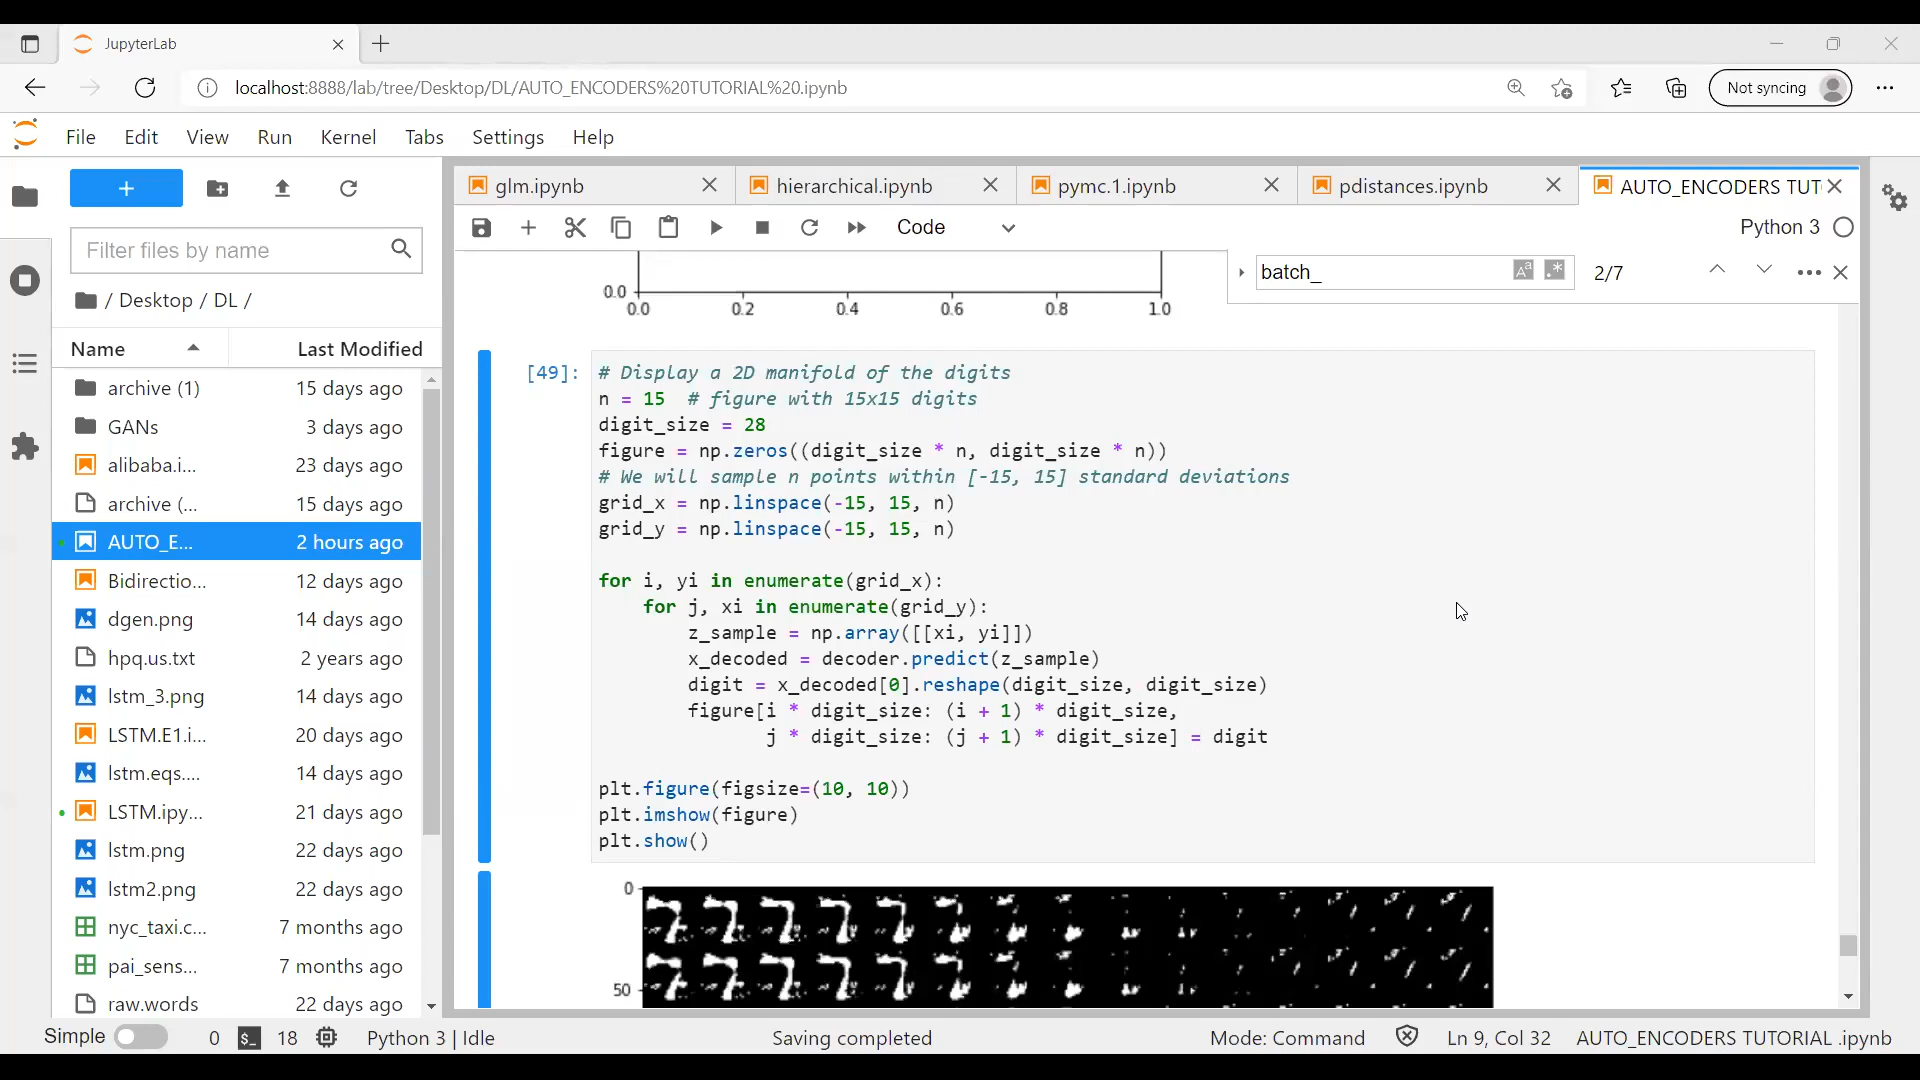 JupyterLab
localhost:8888/lab/tree/Desktop/DL/AUTO_ENCODERS%20TUTORIAL%20.ipynb
Not syncing
File Edit View Run Kernel Tabs Settings Help
glm.ipynb
hierarchical.ipynb
pymc.1.ipynb
pdistances.ipynb
AUTO_ENCODERS TUT
Code
Python 3
Filter files by name
/ Desktop / DL /
Name Last Modified
archive (1) 15 days ago
GANs 3 days ago
alibaba.i... 23 days ago
archive (... 15 days ago
AUTO_E... 2 hours ago
Bidirectio... 12 days ago
dgen.png 14 days ago
hpq.us.txt 2 years ago
lstm_3.png 14 days ago
LSTM.E1.i... 20 days ago
lstm.eqs.... 14 days ago
LSTM.ipy... 21 days ago
lstm.png 22 days ago
lstm2.png 22 days ago
nyc_taxi.c... 7 months ago
pai_sens... 7 months ago
raw.words 22 days ago
batch_ Aa .* 2/7
0.0
0.0 0.2 0.4 0.6 0.8 1.0
[49]:
# Display a 2D manifold of the digits
n = 15  # figure with 15x15 digits
digit_size = 28
figure = np.zeros((digit_size * n, digit_size * n))
# We will sample n points within [-15, 15] standard deviations
grid_x = np.linspace(-15, 15, n)
grid_y = np.linspace(-15, 15, n)
for i, yi in enumerate(grid_x):
    for j, xi in enumerate(grid_y):
        z_sample = np.array([[xi, yi]])
        x_decoded = decoder.predict(z_sample)
        digit = x_decoded[0].reshape(digit_size, digit_size)
        figure[i * digit_size: (i + 1) * digit_size,
               j * digit_size: (j + 1) * digit_size] = digit
plt.figure(figsize=(10, 10))
plt.imshow(figure)
plt.show()
0
50
Simple 0 $_ 18 Python 3 | Idle Saving completed Mode: Command Ln 9, Col 32 AUTO_ENCODERS TUTORIAL .ipynb